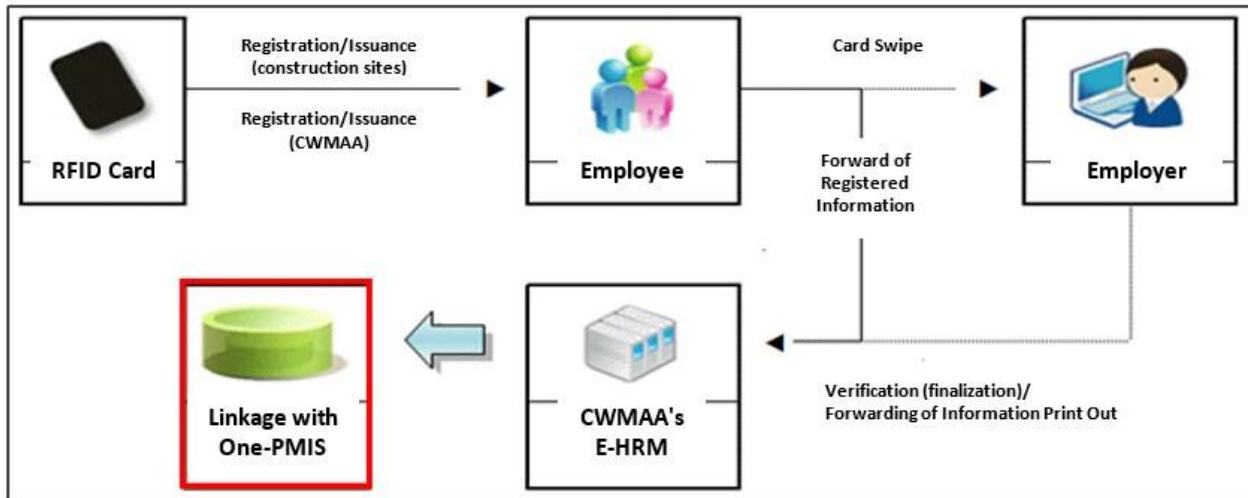 Registration/Issuance
(construction sites)
Registration/Issuance
(CWMAA)
RFID Card
Employee
Card Swipe
Forward of
Registered
Information
Employer
Linkage with
One-PMIS
CWMAA's
E-HRM
Verification (finalization)/
Forwarding of Information Print Out